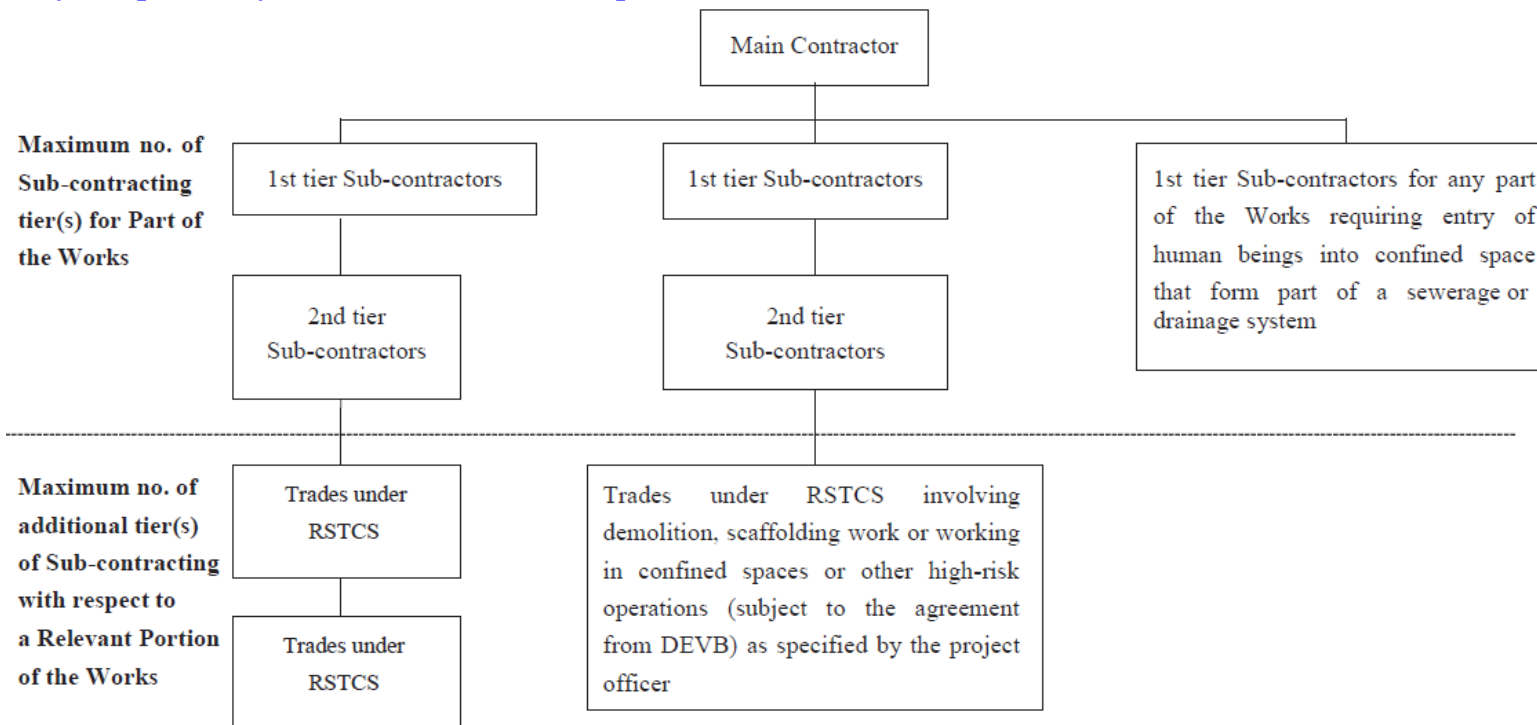 Main Contractor
Maximum no. of
Sub-contracting
tier(s) for Part of
the Works
1st tier Sub-contractors
1st tier Sub-contractors
1st tier Sub-contractors for any part
of the Works requiring entry of
human beings into confined space
that form part of a sewerage or
drainage system
2nd tier
Sub-contractors
2nd tier
Sub-contractors
Maximum no. of
additional tier(s)
of Sub-contracting
with respect to
a Relevant Portion
of the Works
Trades under
RSTCS
Trades under RSTCS involving
demolition, scaffolding work or working
in confined spaces or other high-risk
operations (subject to the agreement
from DEVB) as specified by the project
officer
Trades under
RSTCS